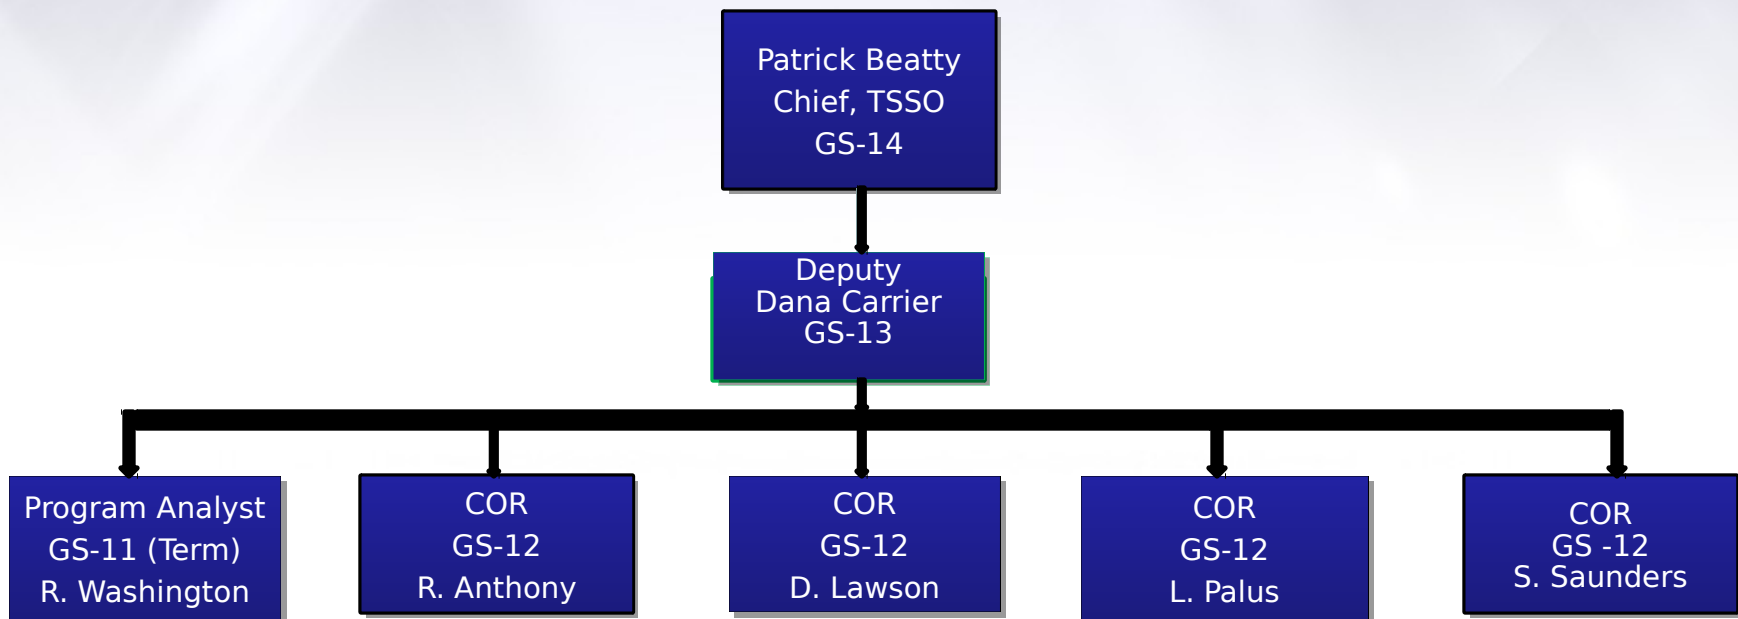 Patrick Beatty
Chief, TSSO
GS-14
Deputy
Dana Carrier
GS-13
Program Analyst
GS-11 (Term)
R. Washington
COR
GS-12
R. Anthony
COR
GS-12
D. Lawson
COR
GS-12
L. Palus
COR
GS -12
S. Saunders